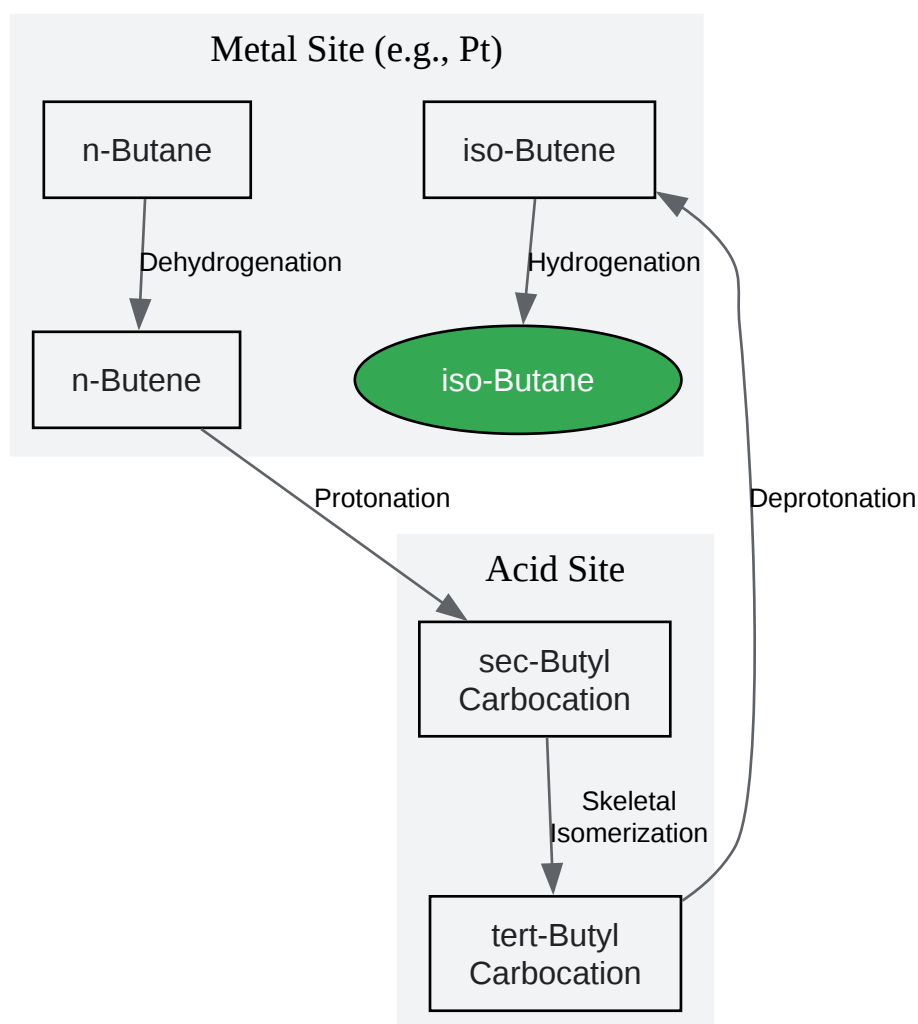 Metal Site (e.g., Pt)
n-Butane
iso-Butene
Dehydrogenation
Hydrogenation
n-Butene
iso-Butane
Protonation
Deprotonation
Acid Site
sec-Butyl
Carbocation
Skeletal
Isomerization
tert-Butyl
Carbocation